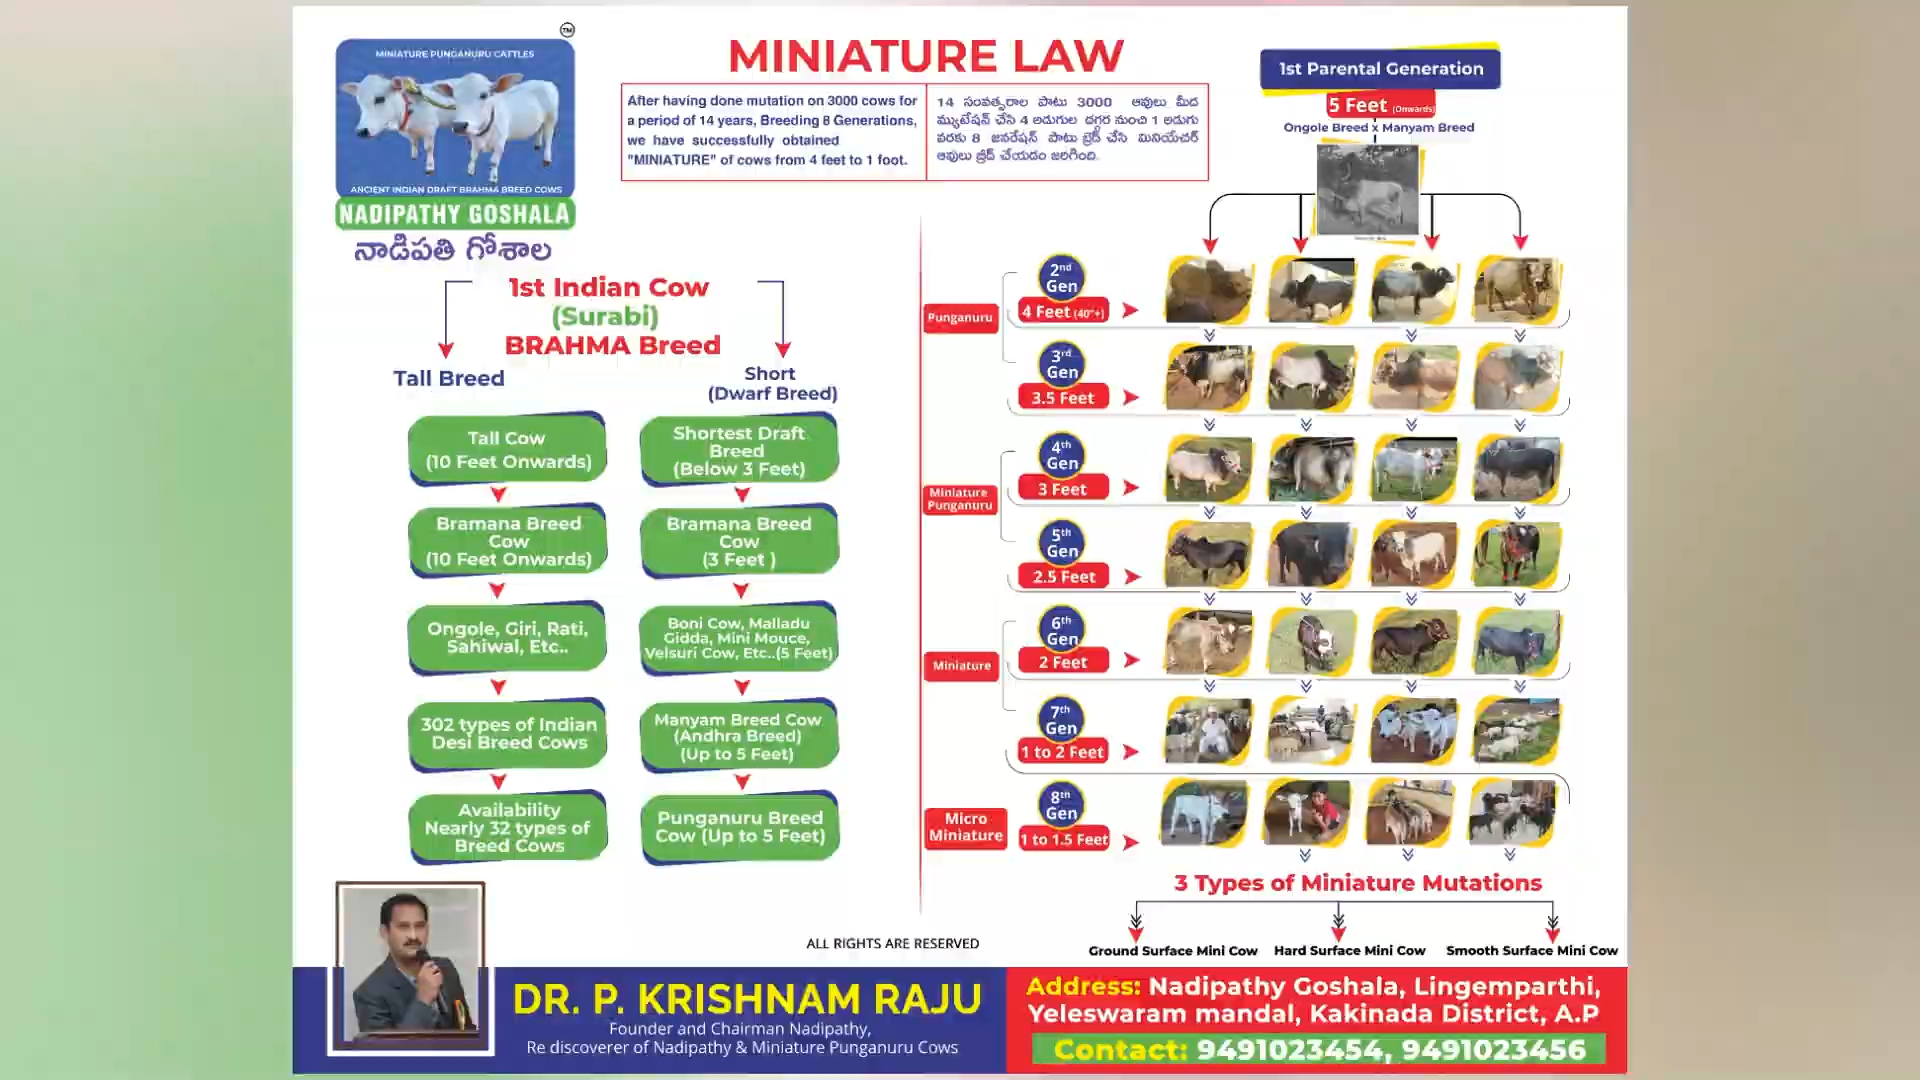 TM
MINIATURE PUNGANURU CATTLES
ANCIENT INDIAN DRAFT BRAHMA BREED COWS
NADIPATHY GOSHALA
నాడిపతి గోశాల
MINIATURE LAW
After having done mutation on 3000 cows for
a period of 14 years, Breeding 8 Generations,
we have successfully obtained
"MINIATURE" of cows from 4 feet to 1 foot.
14 సంవత్సరాల పాటు 3000 ఆవులు మీద
మ్యుటేషన్ చేసి 4 అడుగుల దగ్గర నుంచి 1 అడుగు
వరకు 8 జనరేషన్ పాటు బ్రీడ్ చేసి మినియేచర్
ఆవులు బ్రీడ్ చేయడం జరిగింది.
1st Indian Cow
(Surabi)
BRAHMA Breed
Tall Breed
Tall Cow
(10 Feet Onwards)
Bramana Breed
Cow
(10 Feet Onwards)
Ongole, Giri, Rati,
Sahiwal, Etc..
302 types of Indian
Desi Breed Cows
Availability
Nearly 32 types of
Breed Cows
Short
(Dwarf Breed)
Shortest Draft
Breed
(Below 3 Feet)
Bramana Breed
Cow
(3 Feet )
Boni Cow, Malladu
Gidda, Mini Mouce,
Velsuri Cow, Etc..(5 Feet)
Manyam Breed Cow
(Andhra Breed)
(Up to 5 Feet)
Punganuru Breed
Cow (Up to 5 Feet)
1st Parental Generation
5 Feet (Onwards)
Ongole Breed x Manyam Breed
Punganuru
2nd
Gen
4 Feet (40"+)
3rd
Gen
3.5 Feet
Miniature
Punganuru
4th
Gen
3 Feet
5th
Gen
2.5 Feet
Miniature
6th
Gen
2 Feet
7th
Gen
1 to 2 Feet
Micro
Miniature
8th
Gen
1 to 1.5 Feet
3 Types of Miniature Mutations
Ground Surface Mini Cow
Hard Surface Mini Cow
Smooth Surface Mini Cow
ALL RIGHTS ARE RESERVED
DR. P. KRISHNAM RAJU
Founder and Chairman Nadipathy,
Re discoverer of Nadipathy & Miniature Punganuru Cows
Address: Nadipathy Goshala, Lingemparthi,
Yeleswaram mandal, Kakinada District, A.P
Contact: 9491023454, 9491023456